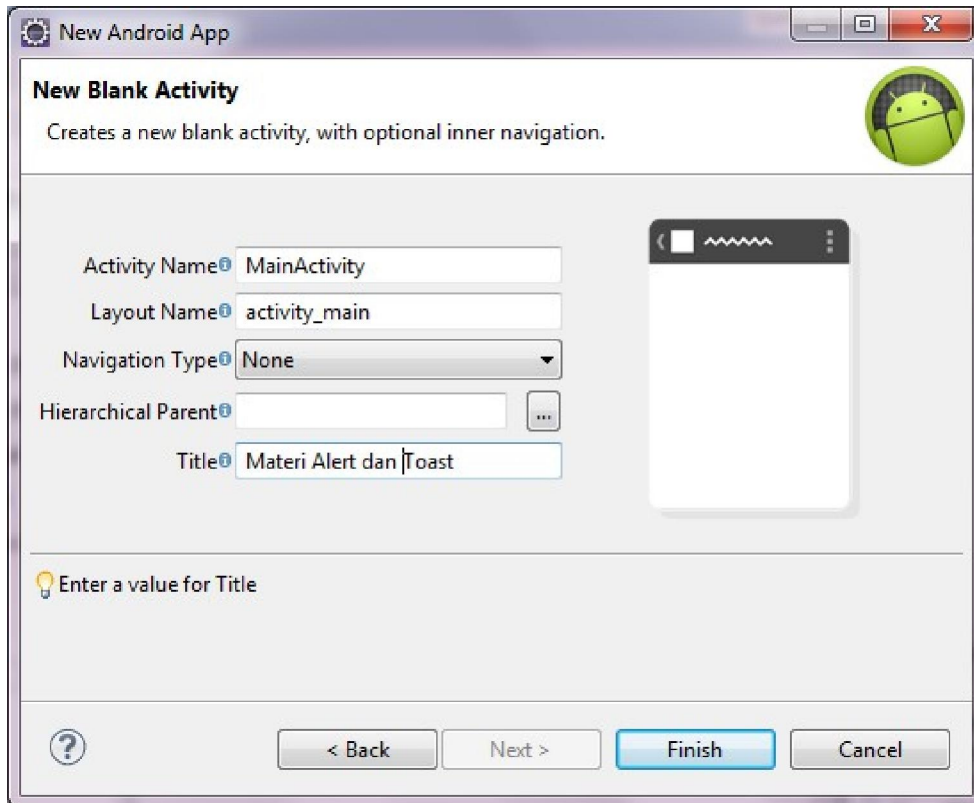 New Android App
New Blank Activity
Creates a new blank activity, with optional inner navigation.
Activity Name MainActivity
Layout Name activity_main
Navigation Type None
Hierarchical Parent ...
Title Materi Alert dan Toast
Enter a value for Title
< Back Next > Finish Cancel